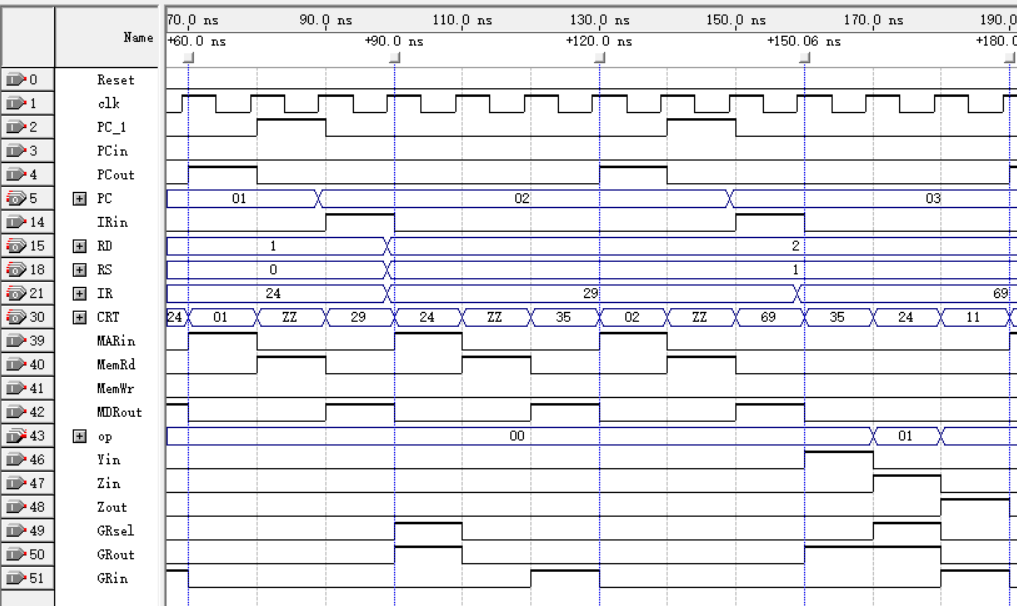 70.0 ns 90.0 ns 110.0 ns 130.0 ns 150.0 ns 170.0 ns 190.0
Name +60.0 ns +90.0 ns +120.0 ns +150.06 ns +180.0
0 Reset
1 clk
2 PC_1
3 PCin
4 PCout
5 PC 01 02 03
14 IRin
15 RD 1 2
18 RS 0 1
21 IR 24 29 69
30 CRT 24 01 ZZ 29 24 ZZ 35 02 ZZ 69 35 24 11
39 MARin
40 MemRd
41 MemWr
42 MDRout
43 op 00 01
46 Yin
47 Zin
48 Zout
49 GRsel
50 GRout
51 GRin